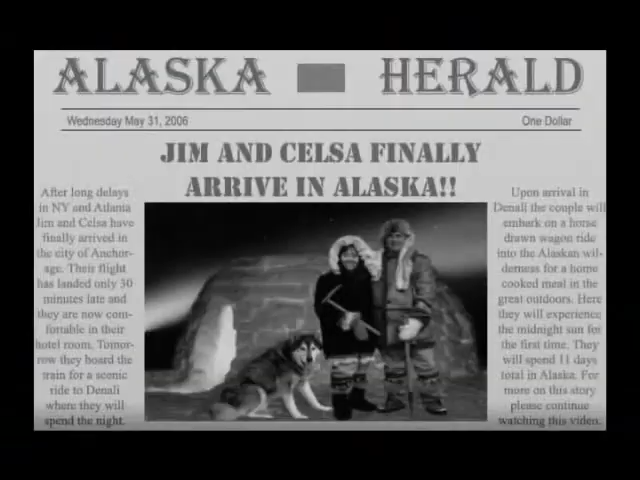 ALASKA HERALD
Wednesday May 31, 2006 One Dollar
JIM AND CELSA FINALLY
ARRIVE IN ALASKA!!
After long delays
in NY and Atlanta
Jim and Celsa have
finally arrived in
the city of Anchor-
age. Their flight
has landed only 30
minutes late and
they are now com-
fortable in their
hotel room. Tomor-
row they board the
train for a scenic
ride to Denali
where they will
spend the night.
Upon arrival in
Denali the couple will
embark on a horse
drawn wagon ride
into the Alaskan wil-
derness for a home
cooked meal in the
great outdoors. Here
they will experience
the midnight sun for
the first time. They
will spend 11 days
total in Alaska. For
more on this story
please continue
watching this video.